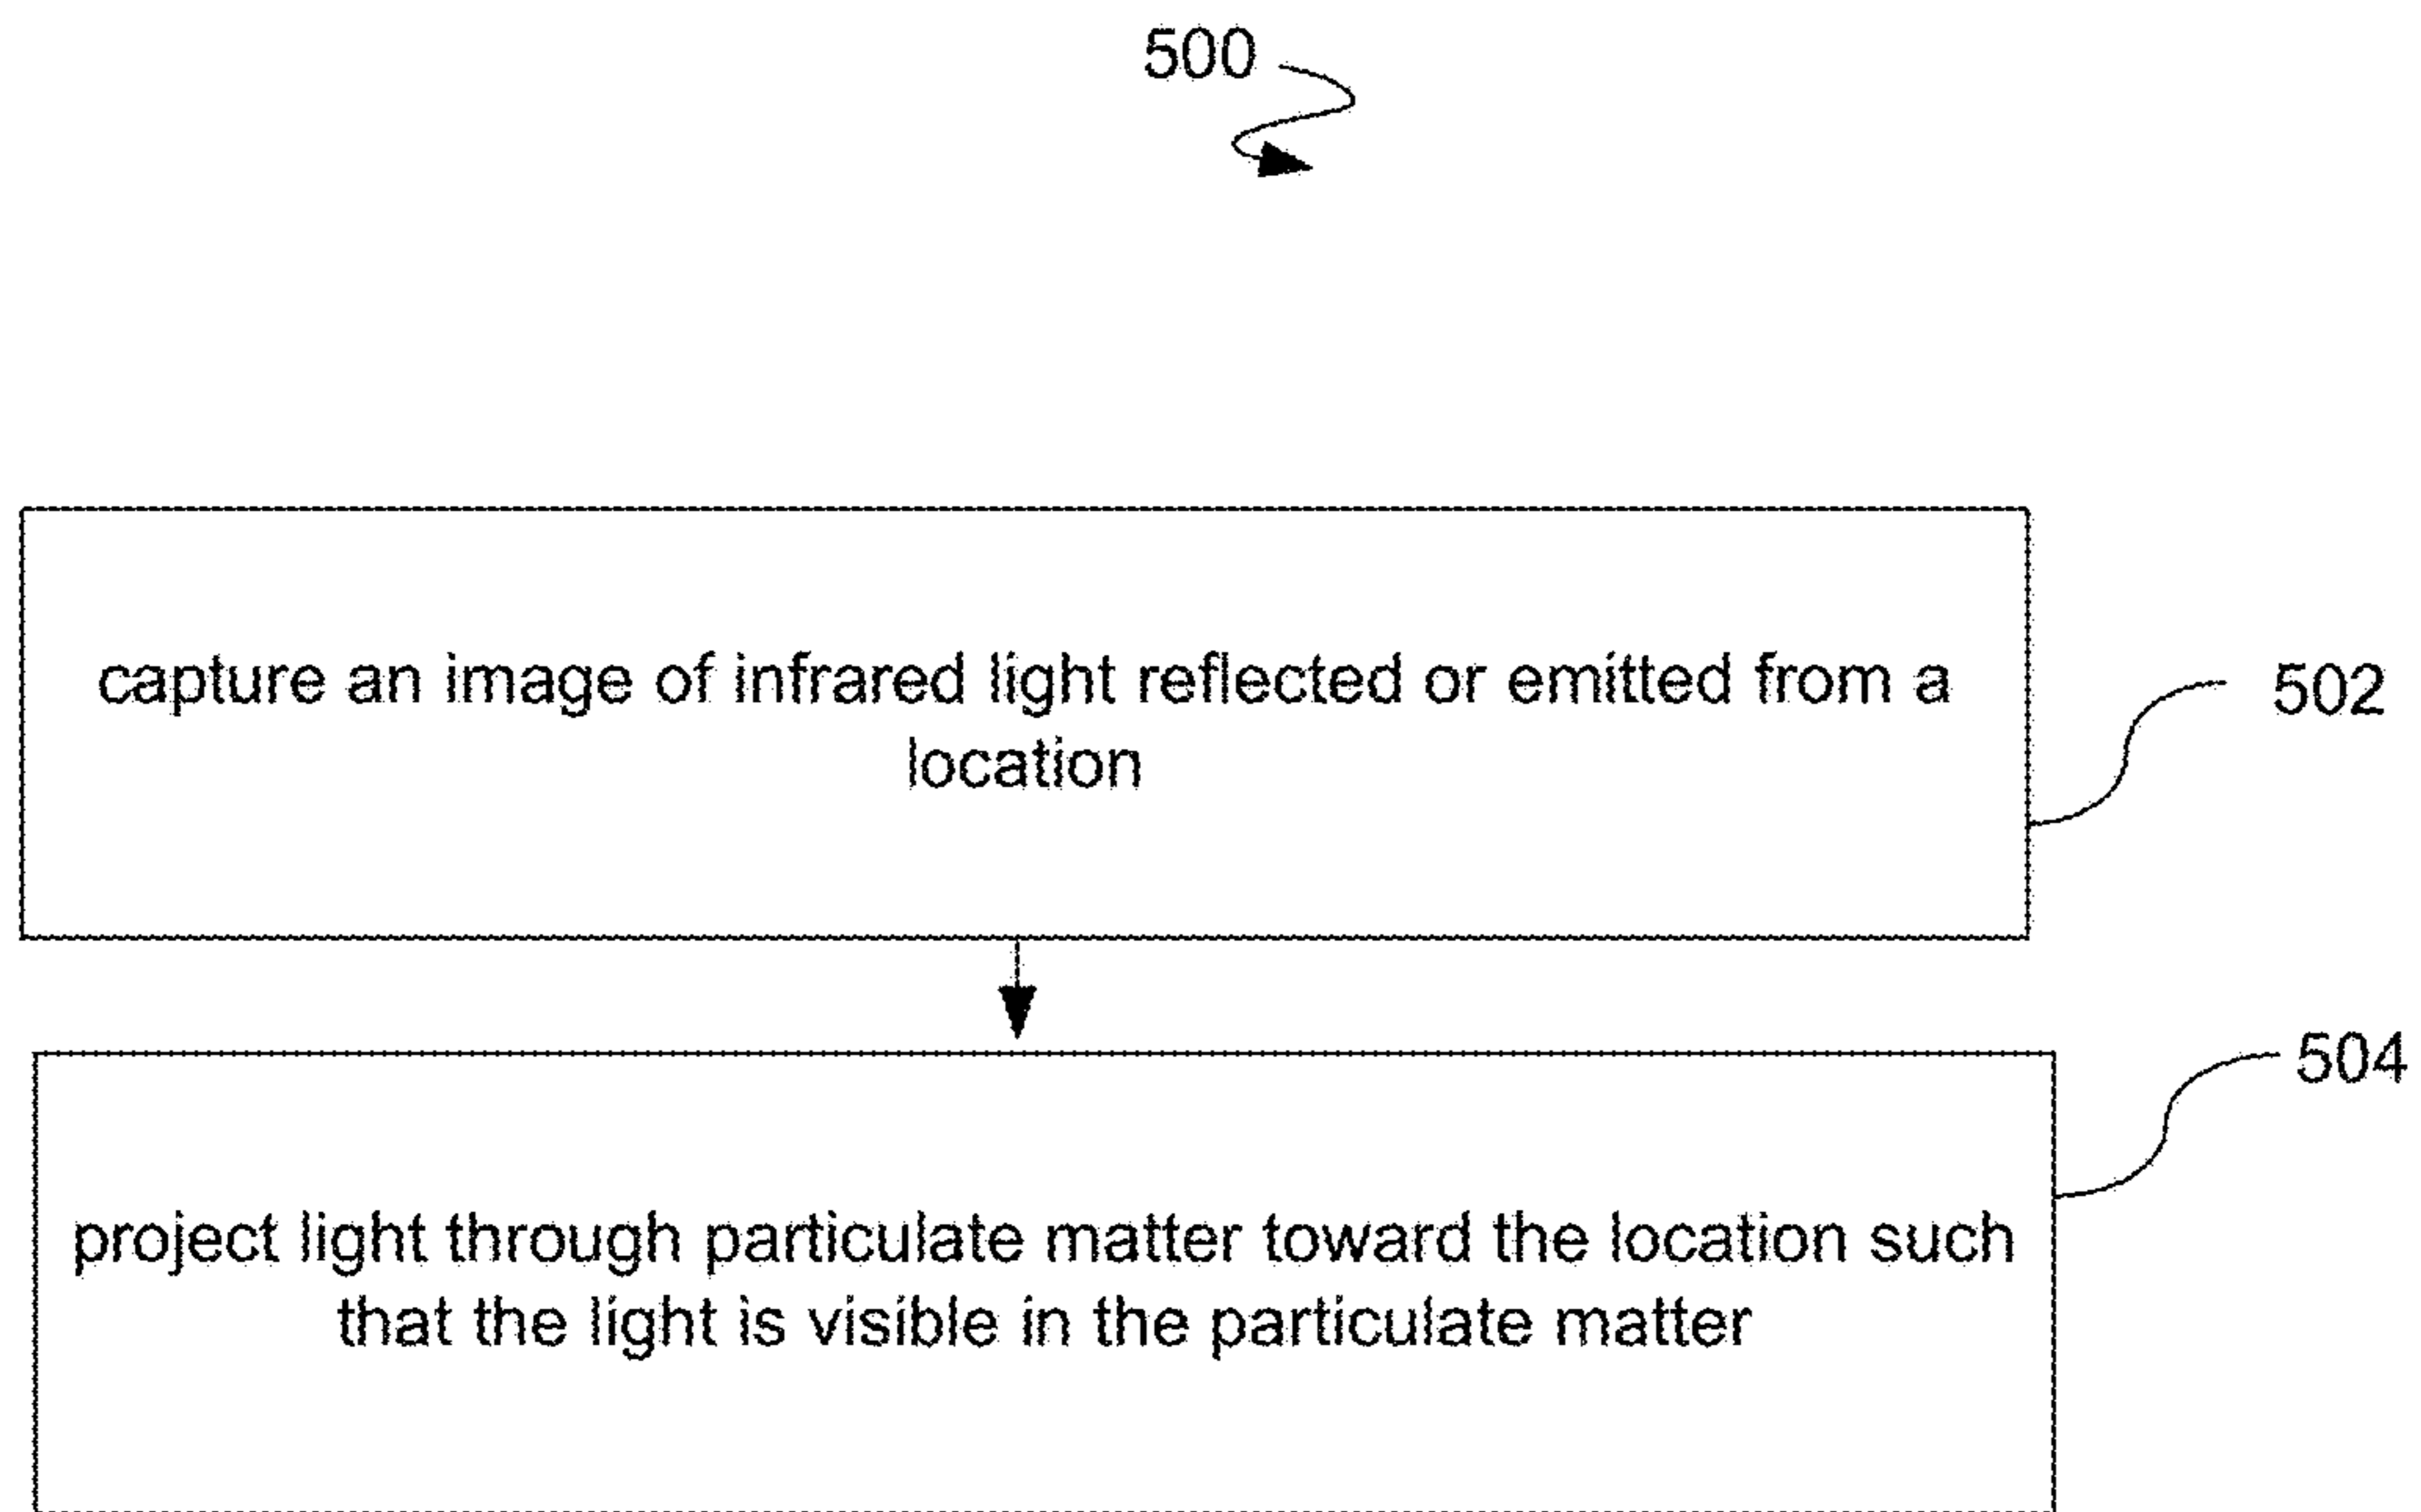 500
capture an image of infrared light reflected or emitted from a
location
502
504
project light through particulate matter toward the location such
that the light is visible in the particulate matter